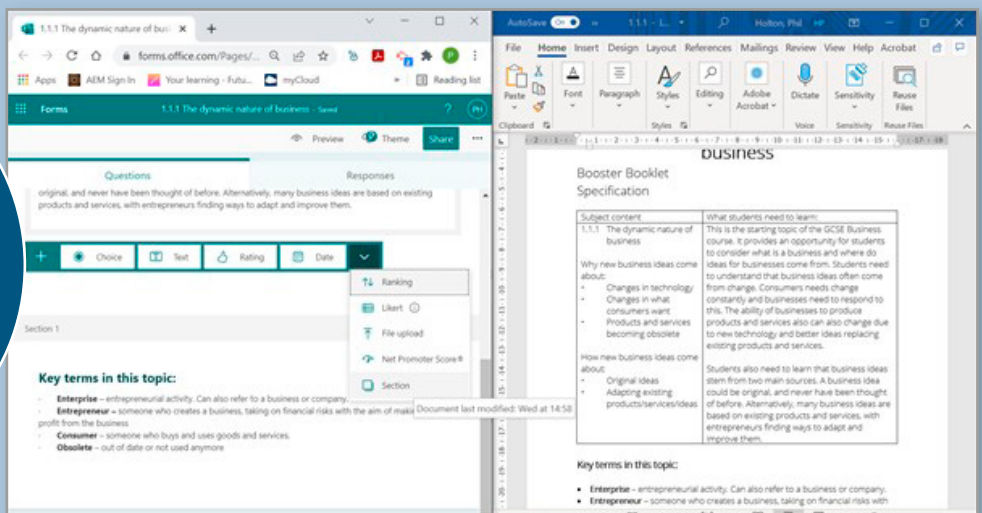 1.1.1 The dynamic nature of busi
forms.office.com/Pages/...
Apps
AEM Sign In
Your learning - Futu...
myCloud
Reading list
Forms
1.1.1 The dynamic nature of business - Saved
?
PH
Preview
Theme
Share
Questions
Responses
original, and never have been thought of before. Alternatively, many business ideas are based on existing
products and services, with entrepreneurs finding ways to adapt and improve them.
Choice
Text
Rating
Date
Ranking
Likert
File upload
Net Promoter Score®
Section
Section 1
Key terms in this topic:
· Enterprise – entrepreneurial activity. Can also refer to a business or company.
· Entrepreneur – someone who creates a business, taking on financial risks with the aim of
profit from the business
· Consumer – someone who buys and uses goods and services.
· Obsolete – out of date or not used anymore
Document last modified: Wed at 14:58
AutoSave On
1.1.1 - L...
Holton, Phil
HP
File Home Insert Design Layout References Mailings Review View Help Acrobat
Paste
Font
Paragraph
Styles
Editing
Adobe
Acrobat
Dictate
Sensitivity
Reuse
Files
Clipboard
Styles
Voice
Sensitivity
Reuse Files
business
Booster Booklet
Specification
Subject content
1.1.1 The dynamic nature of
business
Why new business ideas come
about:
• Changes in technology
• Changes in what
consumers want
• Products and services
becoming obsolete
How new business ideas come
about:
• Original ideas
• Adapting existing
products/services/ideas
What students need to learn:
This is the starting topic of the GCSE Business
course. It provides an opportunity for students
to consider what is a business and where do
ideas for businesses come from. Students need
to understand that business ideas often come
from change. Consumers needs change
constantly and businesses need to respond to
this. The ability of businesses to produce
products and services also can also change due
to new technology and better ideas replacing
existing products and services.
Students also need to learn that business ideas
stem from two main sources. A business idea
could be original, and never have been thought
of before. Alternatively, many business ideas are
based on existing products and services, with
entrepreneurs finding ways to adapt and
improve them.
Key terms in this topic:
• Enterprise – entrepreneurial activity. Can also refer to a business or company.
• Entrepreneur – someone who creates a business, taking on financial risks with